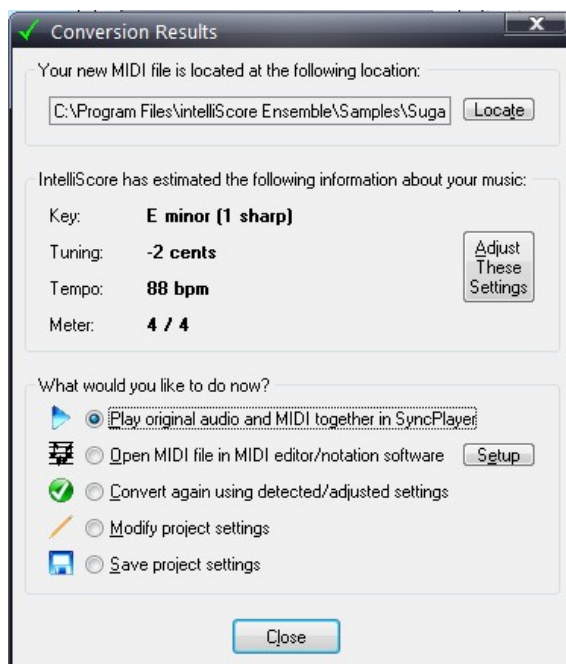 Conversion Results
Your new MIDI file is located at the following location:
C:\Program Files\intelliScore Ensemble\Samples\Suga Locate
IntelliScore has estimated the following information about your music:
Key: E minor (1 sharp)
Tuning: -2 cents
Adjust
These
Settings
Tempo: 88 bpm
Meter: 4 / 4
What would you like to do now?
Play original audio and MIDI together in SyncPlayer
Open MIDI file in MIDI editor/notation software Setup
Convert again using detected/adjusted settings
Modify project settings
Save project settings
Close